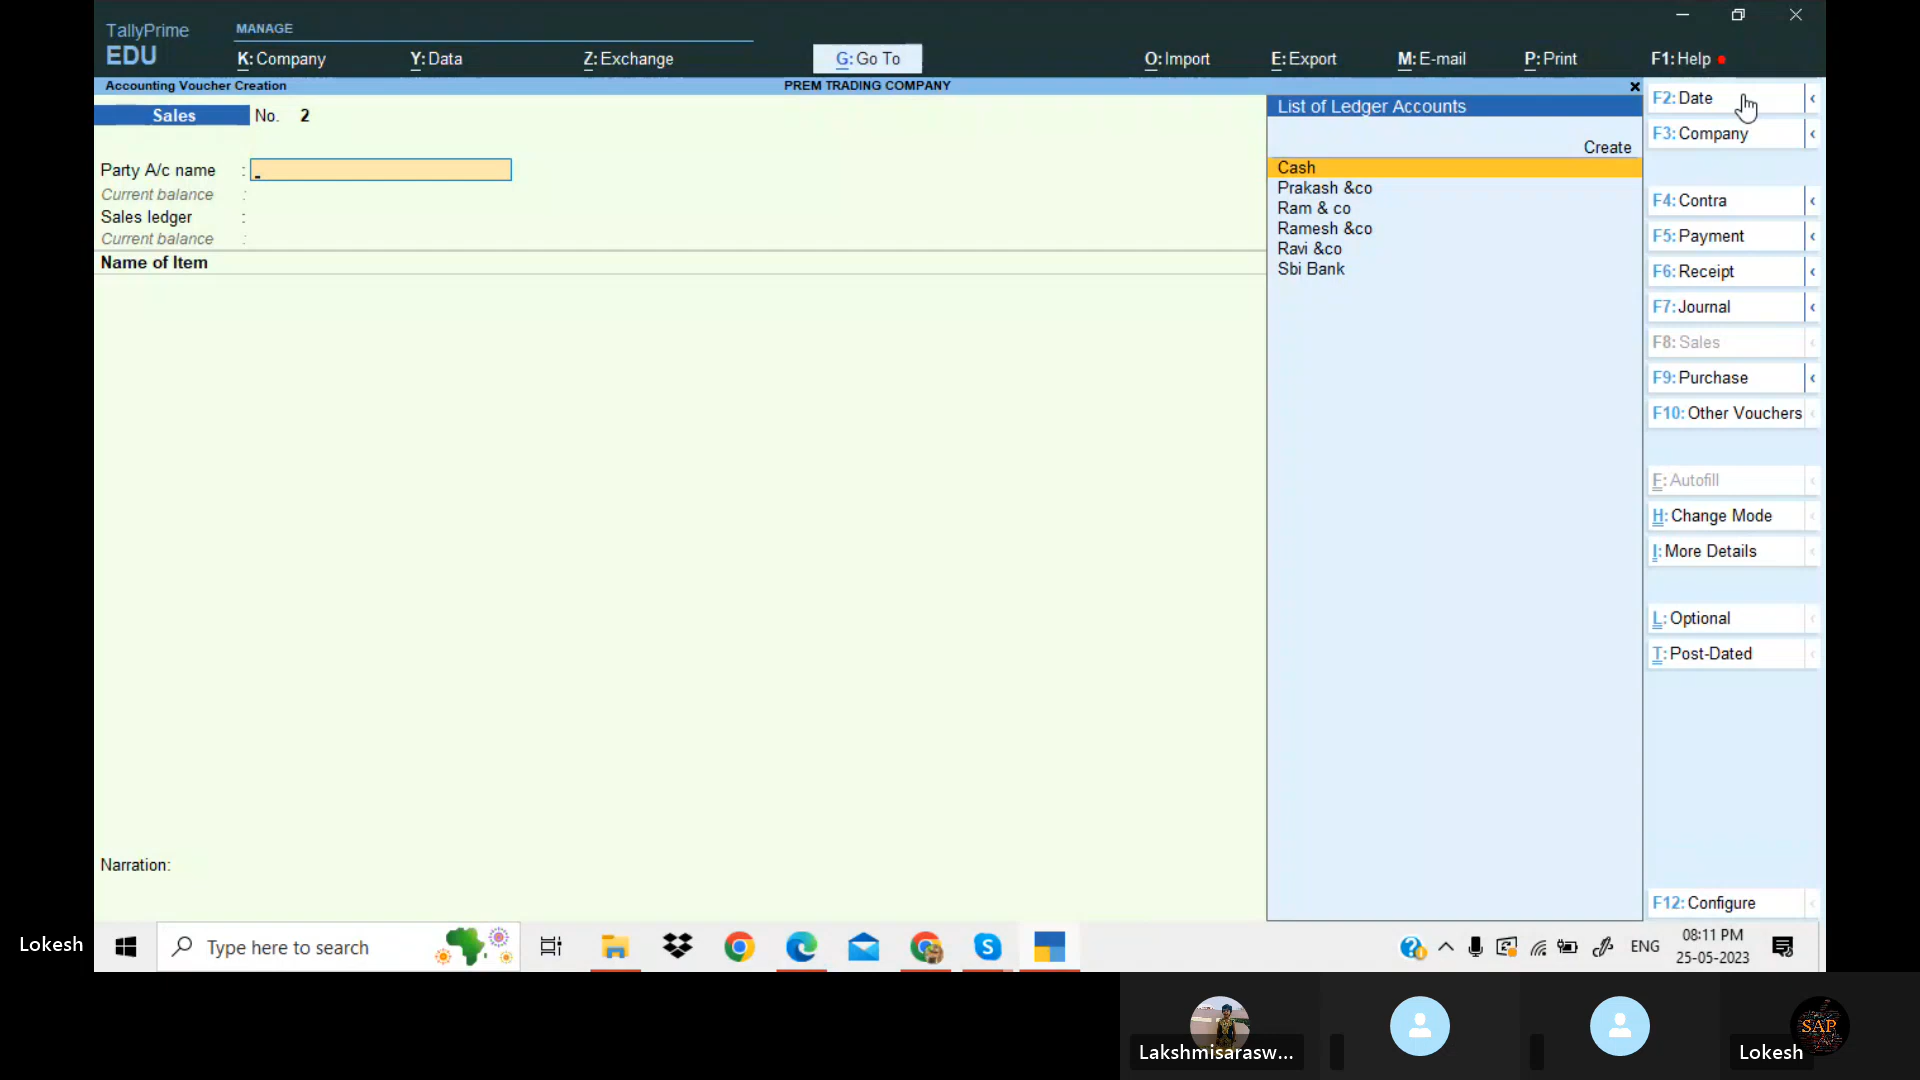 TallyPrime
EDU
MANAGE
K: Company
Y: Data
Z: Exchange
G: Go To
O: Import
E: Export
M: E-mail
P: Print
F1: Help
Accounting Voucher Creation
PREM TRADING COMPANY
Sales No. 2
Party A/c name :
Current balance :
Sales ledger :
Current balance :
Name of Item
Narration:
List of Ledger Accounts
Create
Cash
Prakash &co
Ram & co
Ramesh &co
Ravi &co
Sbi Bank
F2: Date
F3: Company
F4: Contra
F5: Payment
F6: Receipt
F7: Journal
F8: Sales
F9: Purchase
F10: Other Vouchers
F: Autofill
H: Change Mode
I: More Details
L: Optional
T: Post-Dated
F12: Configure
Lokesh
Type here to search
ENG
08:11 PM
25-05-2023
Lakshmisarasw...
SAP
Lokesh